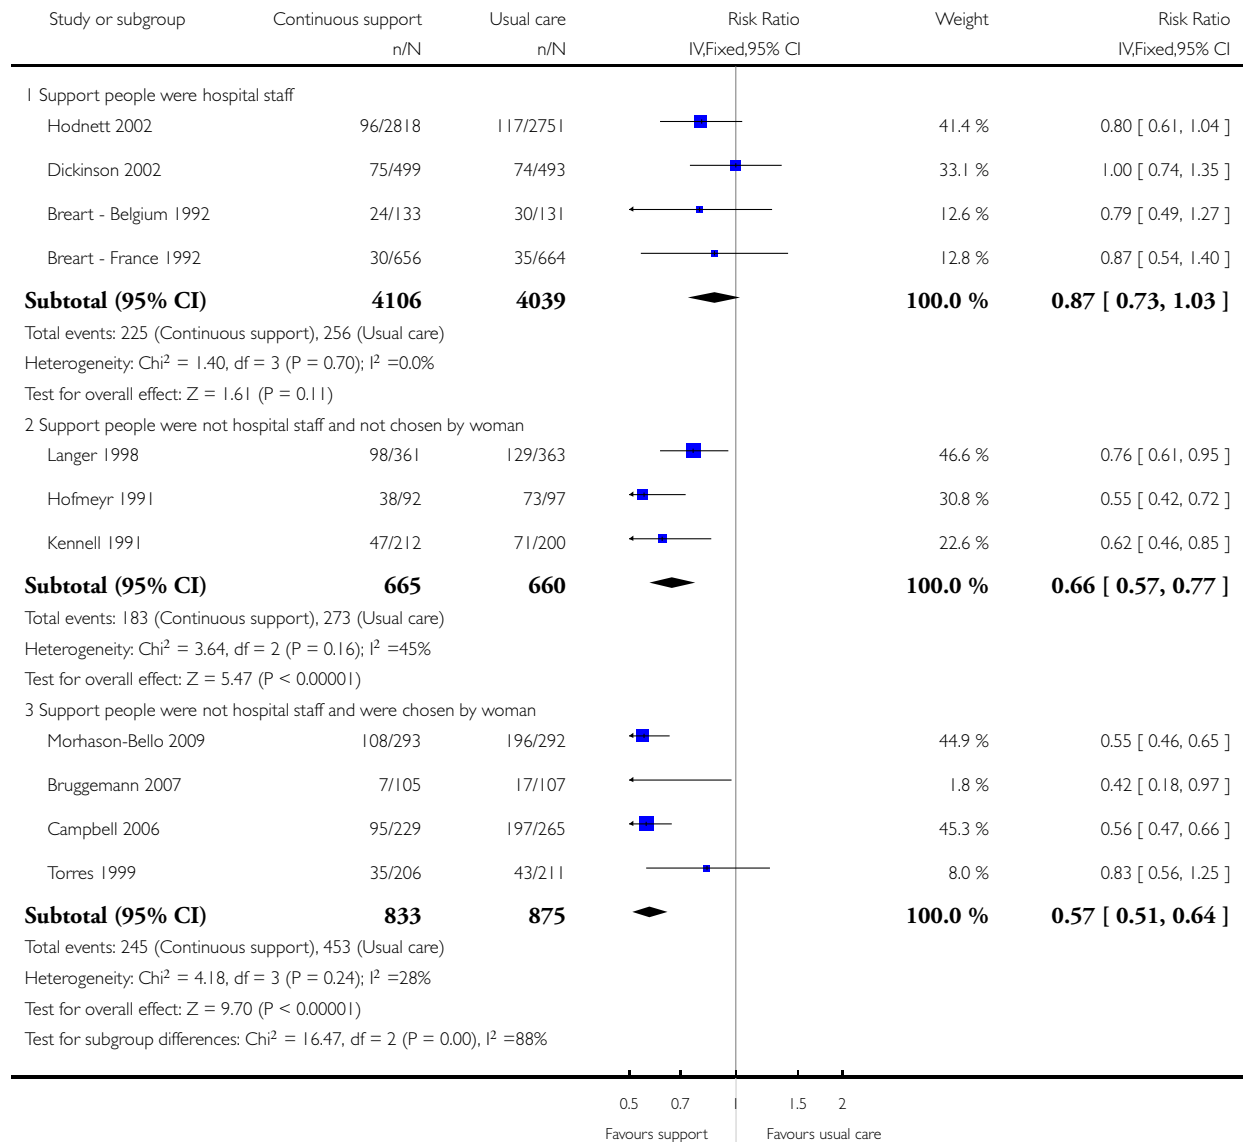 Study or subgroup Continuous support Usual care Risk Ratio Weight Risk Ratio
n/N n/N IV,Fixed,95% CI IV,Fixed,95% CI
1 Support people were hospital staff
Hodnett 2002 96/2818 117/2751 41.4 % 0.80 [ 0.61, 1.04 ]
Dickinson 2002 75/499 74/493 33.1 % 1.00 [ 0.74, 1.35 ]
Breart - Belgium 1992 24/133 30/131 12.6 % 0.79 [ 0.49, 1.27 ]
Breart - France 1992 30/656 35/664 12.8 % 0.87 [ 0.54, 1.40 ]
Subtotal (95% CI) 4106 4039 100.0 % 0.87 [ 0.73, 1.03 ]
Total events: 225 (Continuous support), 256 (Usual care)
Heterogeneity: Chi² = 1.40, df = 3 (P = 0.70); I² =0.0%
Test for overall effect: Z = 1.61 (P = 0.11)
2 Support people were not hospital staff and not chosen by woman
Langer 1998 98/361 129/363 46.6 % 0.76 [ 0.61, 0.95 ]
Hofmeyr 1991 38/92 73/97 30.8 % 0.55 [ 0.42, 0.72 ]
Kennell 1991 47/212 71/200 22.6 % 0.62 [ 0.46, 0.85 ]
Subtotal (95% CI) 665 660 100.0 % 0.66 [ 0.57, 0.77 ]
Total events: 183 (Continuous support), 273 (Usual care)
Heterogeneity: Chi² = 3.64, df = 2 (P = 0.16); I² =45%
Test for overall effect: Z = 5.47 (P < 0.00001)
3 Support people were not hospital staff and were chosen by woman
Morhason-Bello 2009 108/293 196/292 44.9 % 0.55 [ 0.46, 0.65 ]
Bruggemann 2007 7/105 17/107 1.8 % 0.42 [ 0.18, 0.97 ]
Campbell 2006 95/229 197/265 45.3 % 0.56 [ 0.47, 0.66 ]
Torres 1999 35/206 43/211 8.0 % 0.83 [ 0.56, 1.25 ]
Subtotal (95% CI) 833 875 100.0 % 0.57 [ 0.51, 0.64 ]
Total events: 245 (Continuous support), 453 (Usual care)
Heterogeneity: Chi² = 4.18, df = 3 (P = 0.24); I² =28%
Test for overall effect: Z = 9.70 (P < 0.00001)
Test for subgroup differences: Chi² = 16.47, df = 2 (P = 0.00), I² =88%
0.5 0.7 1 1.5 2
Favours support Favours usual care